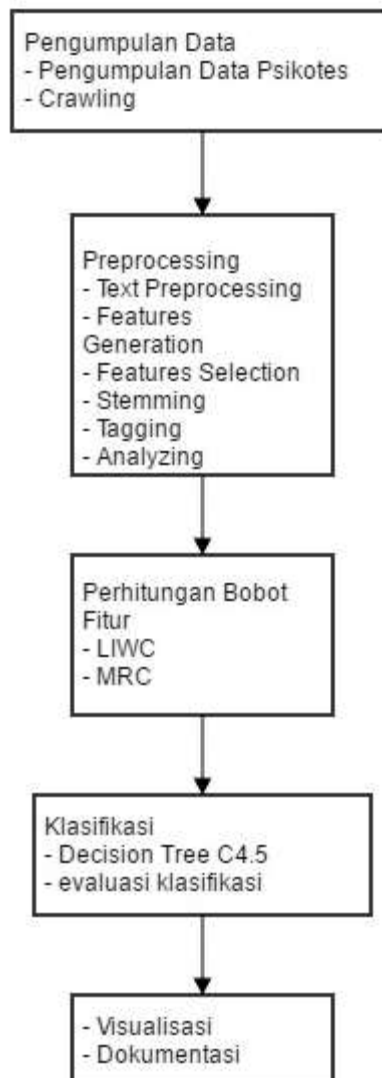 Pengumpulan Data
- Pengumpulan Data Psikotes
- Crawling
Preprocessing
- Text Preprocessing
- Features
Generation
- Features Selection
- Stemming
- Tagging
- Analyzing
Perhitungan Bobot
Fitur
- LIWC
- MRC
Klasifikasi
- Decision Tree C4.5
- evaluasi klasifikasi
- Visualisasi
- Dokumentasi